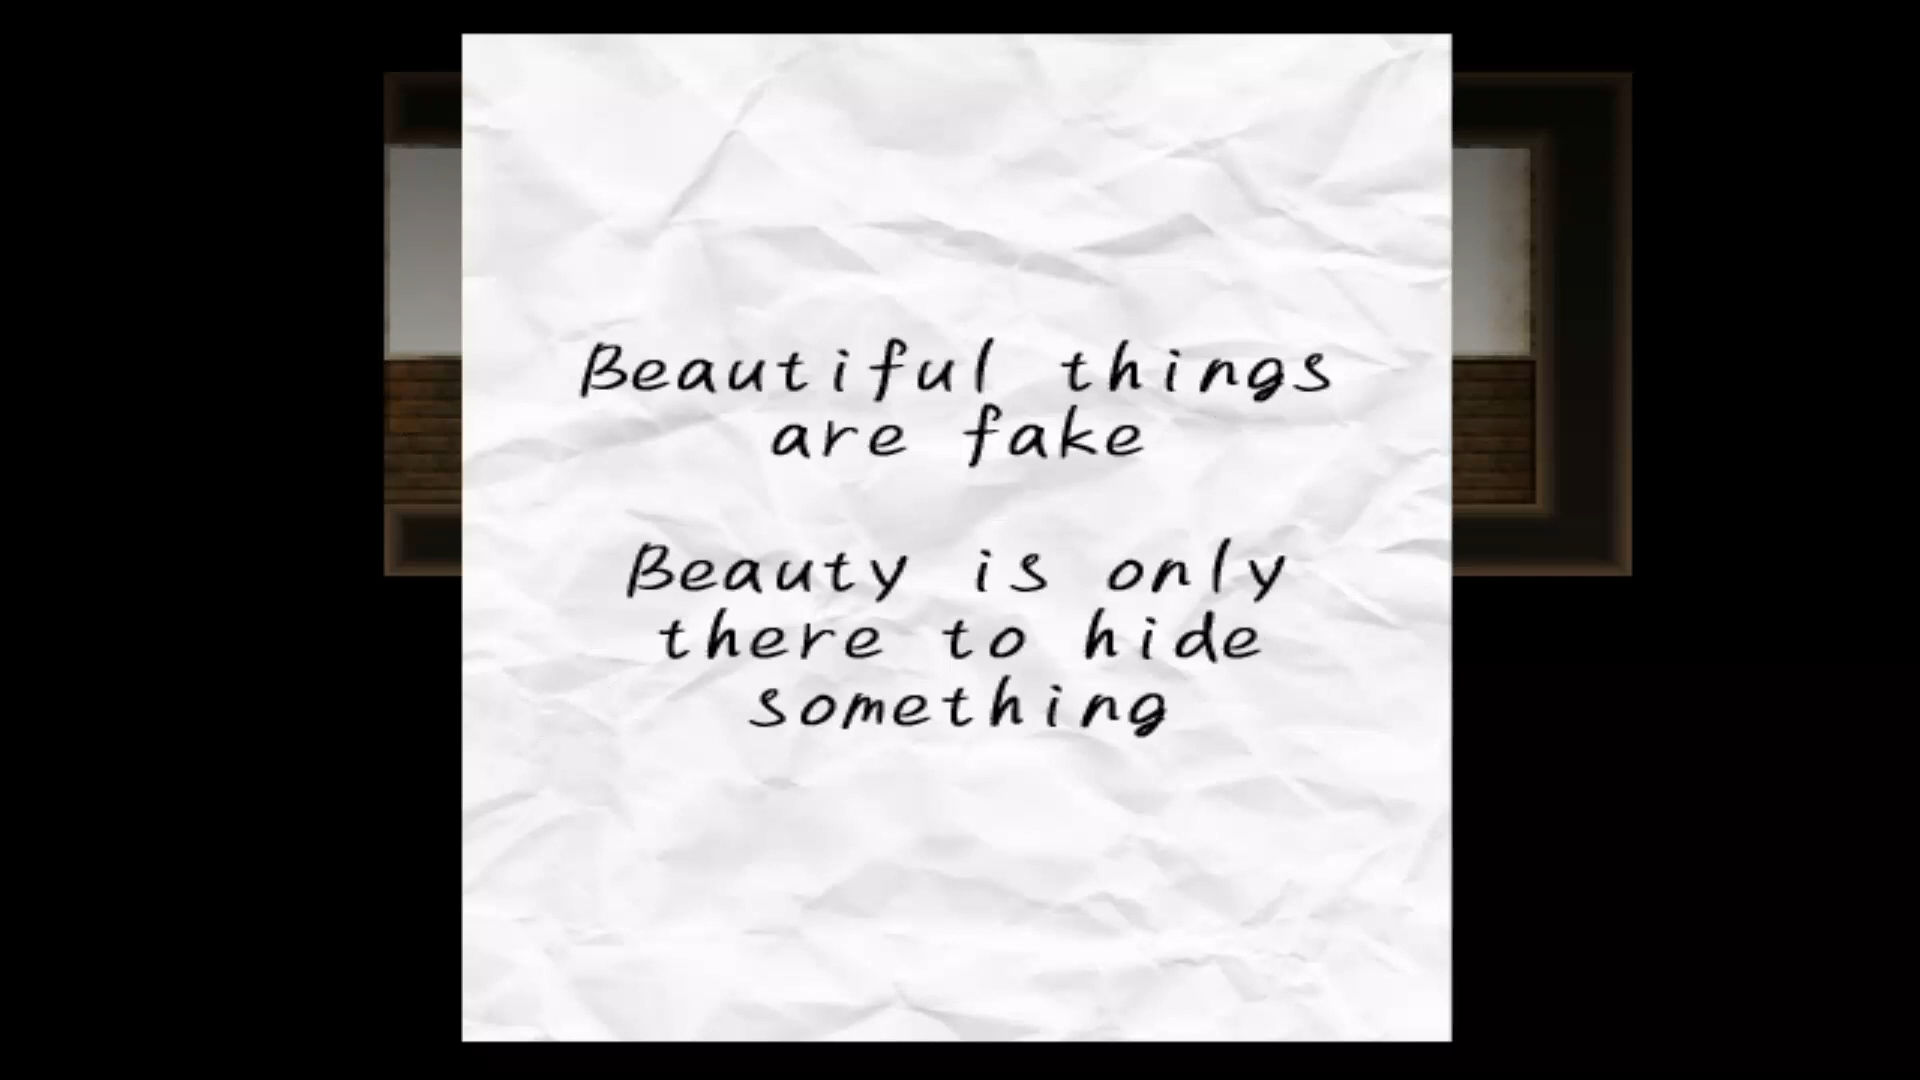 Beautiful things
are fake
Beauty is only
there to hide
something